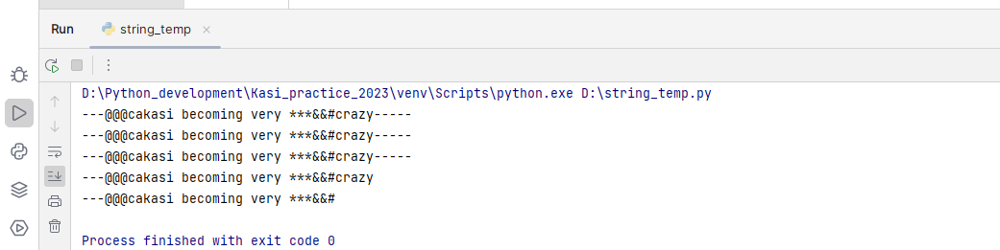 Run string_temp
D:\Python_development\Kasi_practice_2023\venv\Scripts\python.exe D:\string_temp.py
---@@@cakasi becoming very ***&&#crazy-----
---@@@cakasi becoming very ***&&#crazy-----
---@@@cakasi becoming very ***&&#crazy-----
---@@@cakasi becoming very ***&&#crazy
---@@@cakasi becoming very ***&&#
Process finished with exit code 0